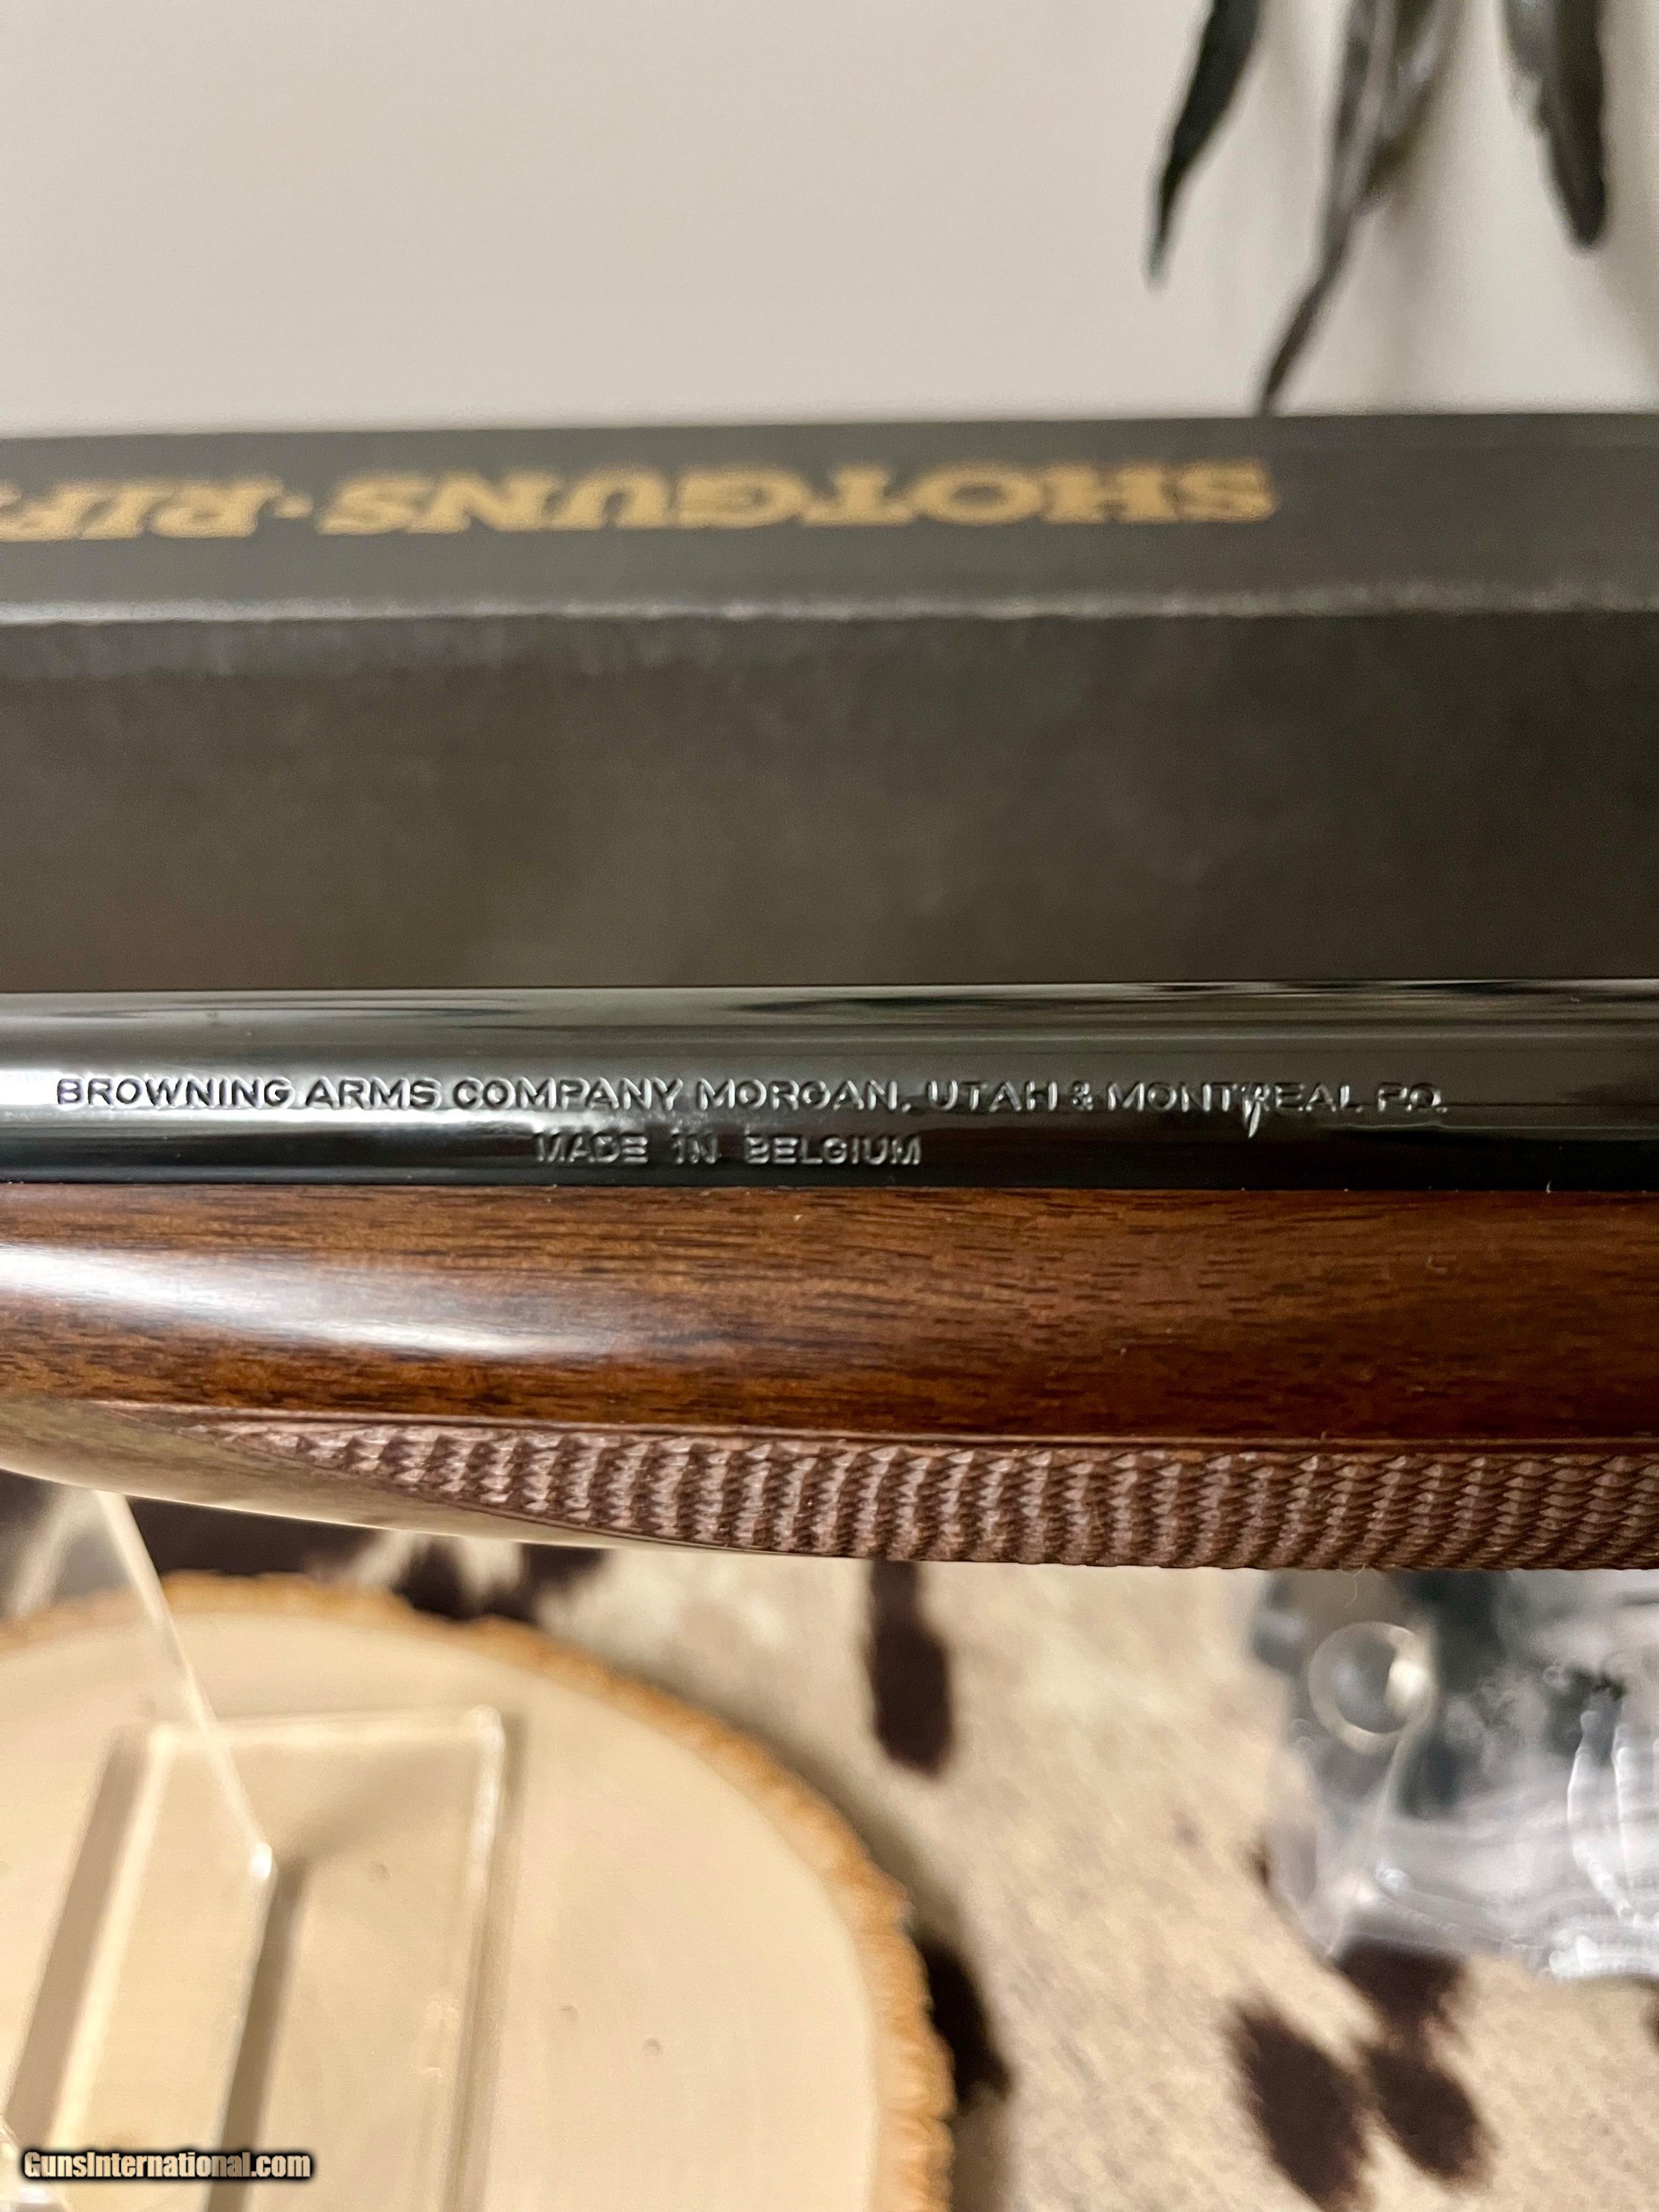 SHOTGUNS · RIF
BROWNING ARMS COMPANY MORGAN, UTAH & MONTREAL P.Q.
MADE IN BELGIUM
GunsInternational.com